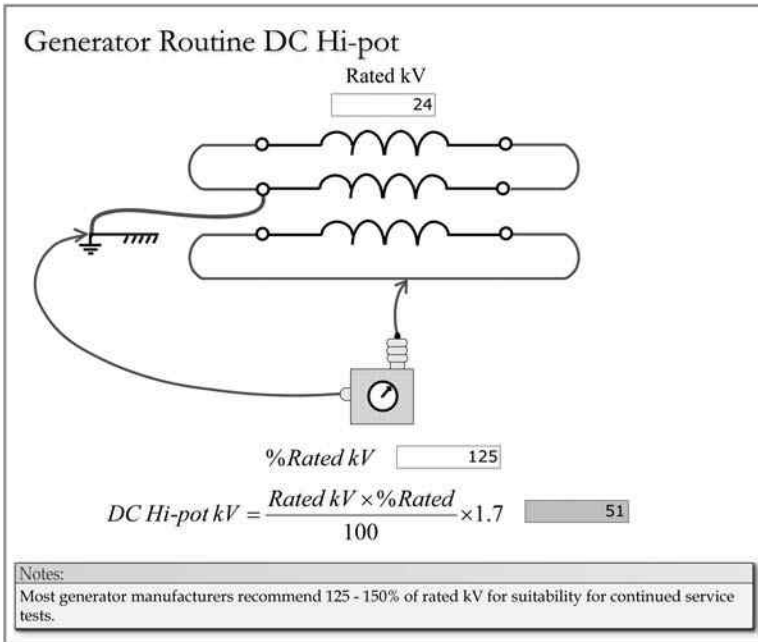 Generator Routine DC Hi-pot
Rated kV
24
%Rated kV 125
DC Hi-pot kV = Rated kV × %Rated / 100 × 1.7 51
Notes:
Most generator manufacturers recommend 125 - 150% of rated kV for suitability for continued service
tests.